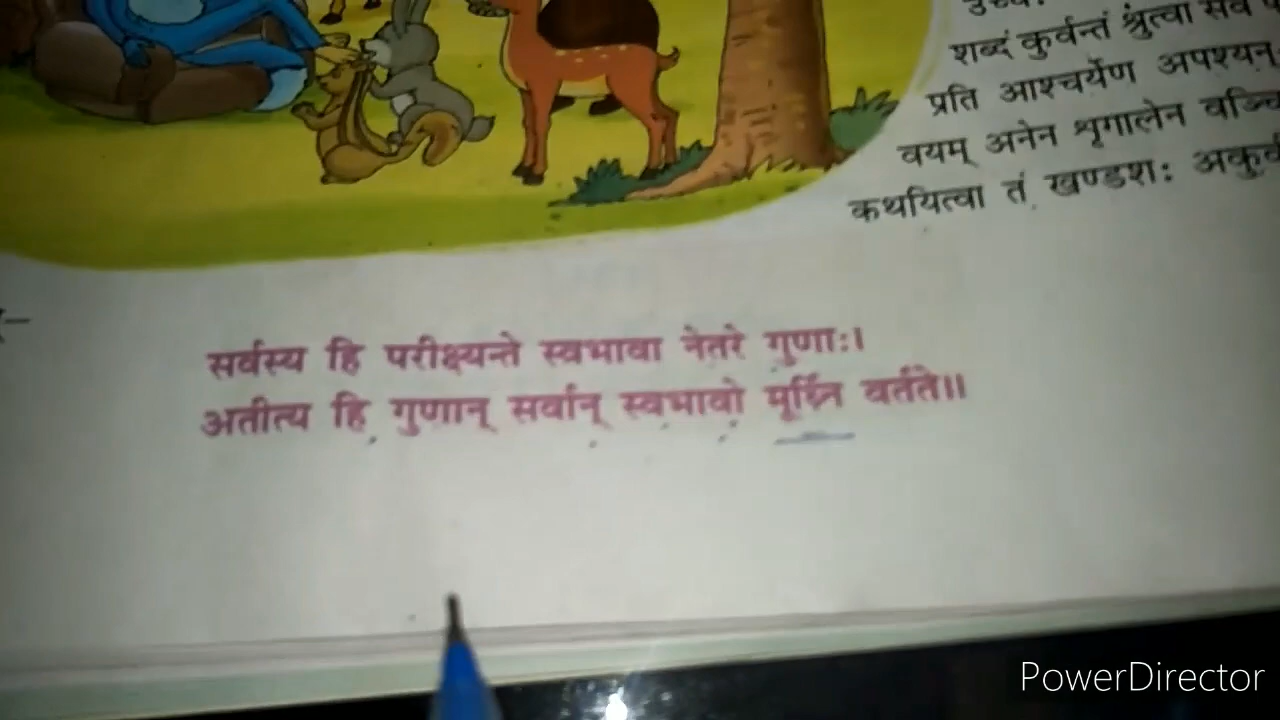 शब्दं कुर्वन्तं श्रुत्वा सर्वे
प्रति आश्चर्येण अपश्यन्
वयम् अनेन शृगालेन
कथयित्वा तं खण्डशः
सर्वस्य हि परीक्ष्यन्ते स्वभावा नेतरे गुणाः।
अतीत्य हि गुणान् सर्वान् स्वभावो मूर्ध्नि वर्तते॥
PowerDirector